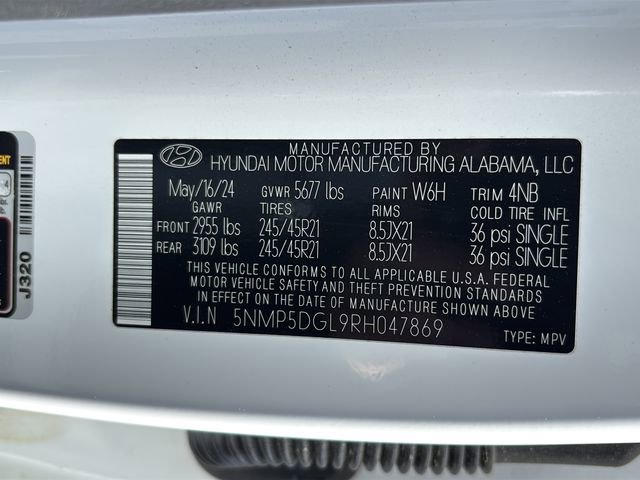 MANUFACTURED BY
HYUNDAI MOTOR MANUFACTURING ALABAMA, LLC
May/16/24 GVWR 5677 lbs PAINT W6H TRIM 4NB
GAWR TIRES RIMS COLD TIRE INFL
FRONT 2955 lbs 245/45R21 8.5JX21 36 psi SINGLE
REAR 3109 lbs 245/45R21 8.5JX21 36 psi SINGLE
THIS VEHICLE CONFORMS TO ALL APPLICABLE U.S.A. FEDERAL
MOTOR VEHICLE SAFETY AND THEFT PREVENTION STANDARDS
IN EFFECT ON THE DATE OF MANUFACTURE SHOWN ABOVE
V.I.N 5NMP5DGL9RH047869
TYPE: MPV
J320